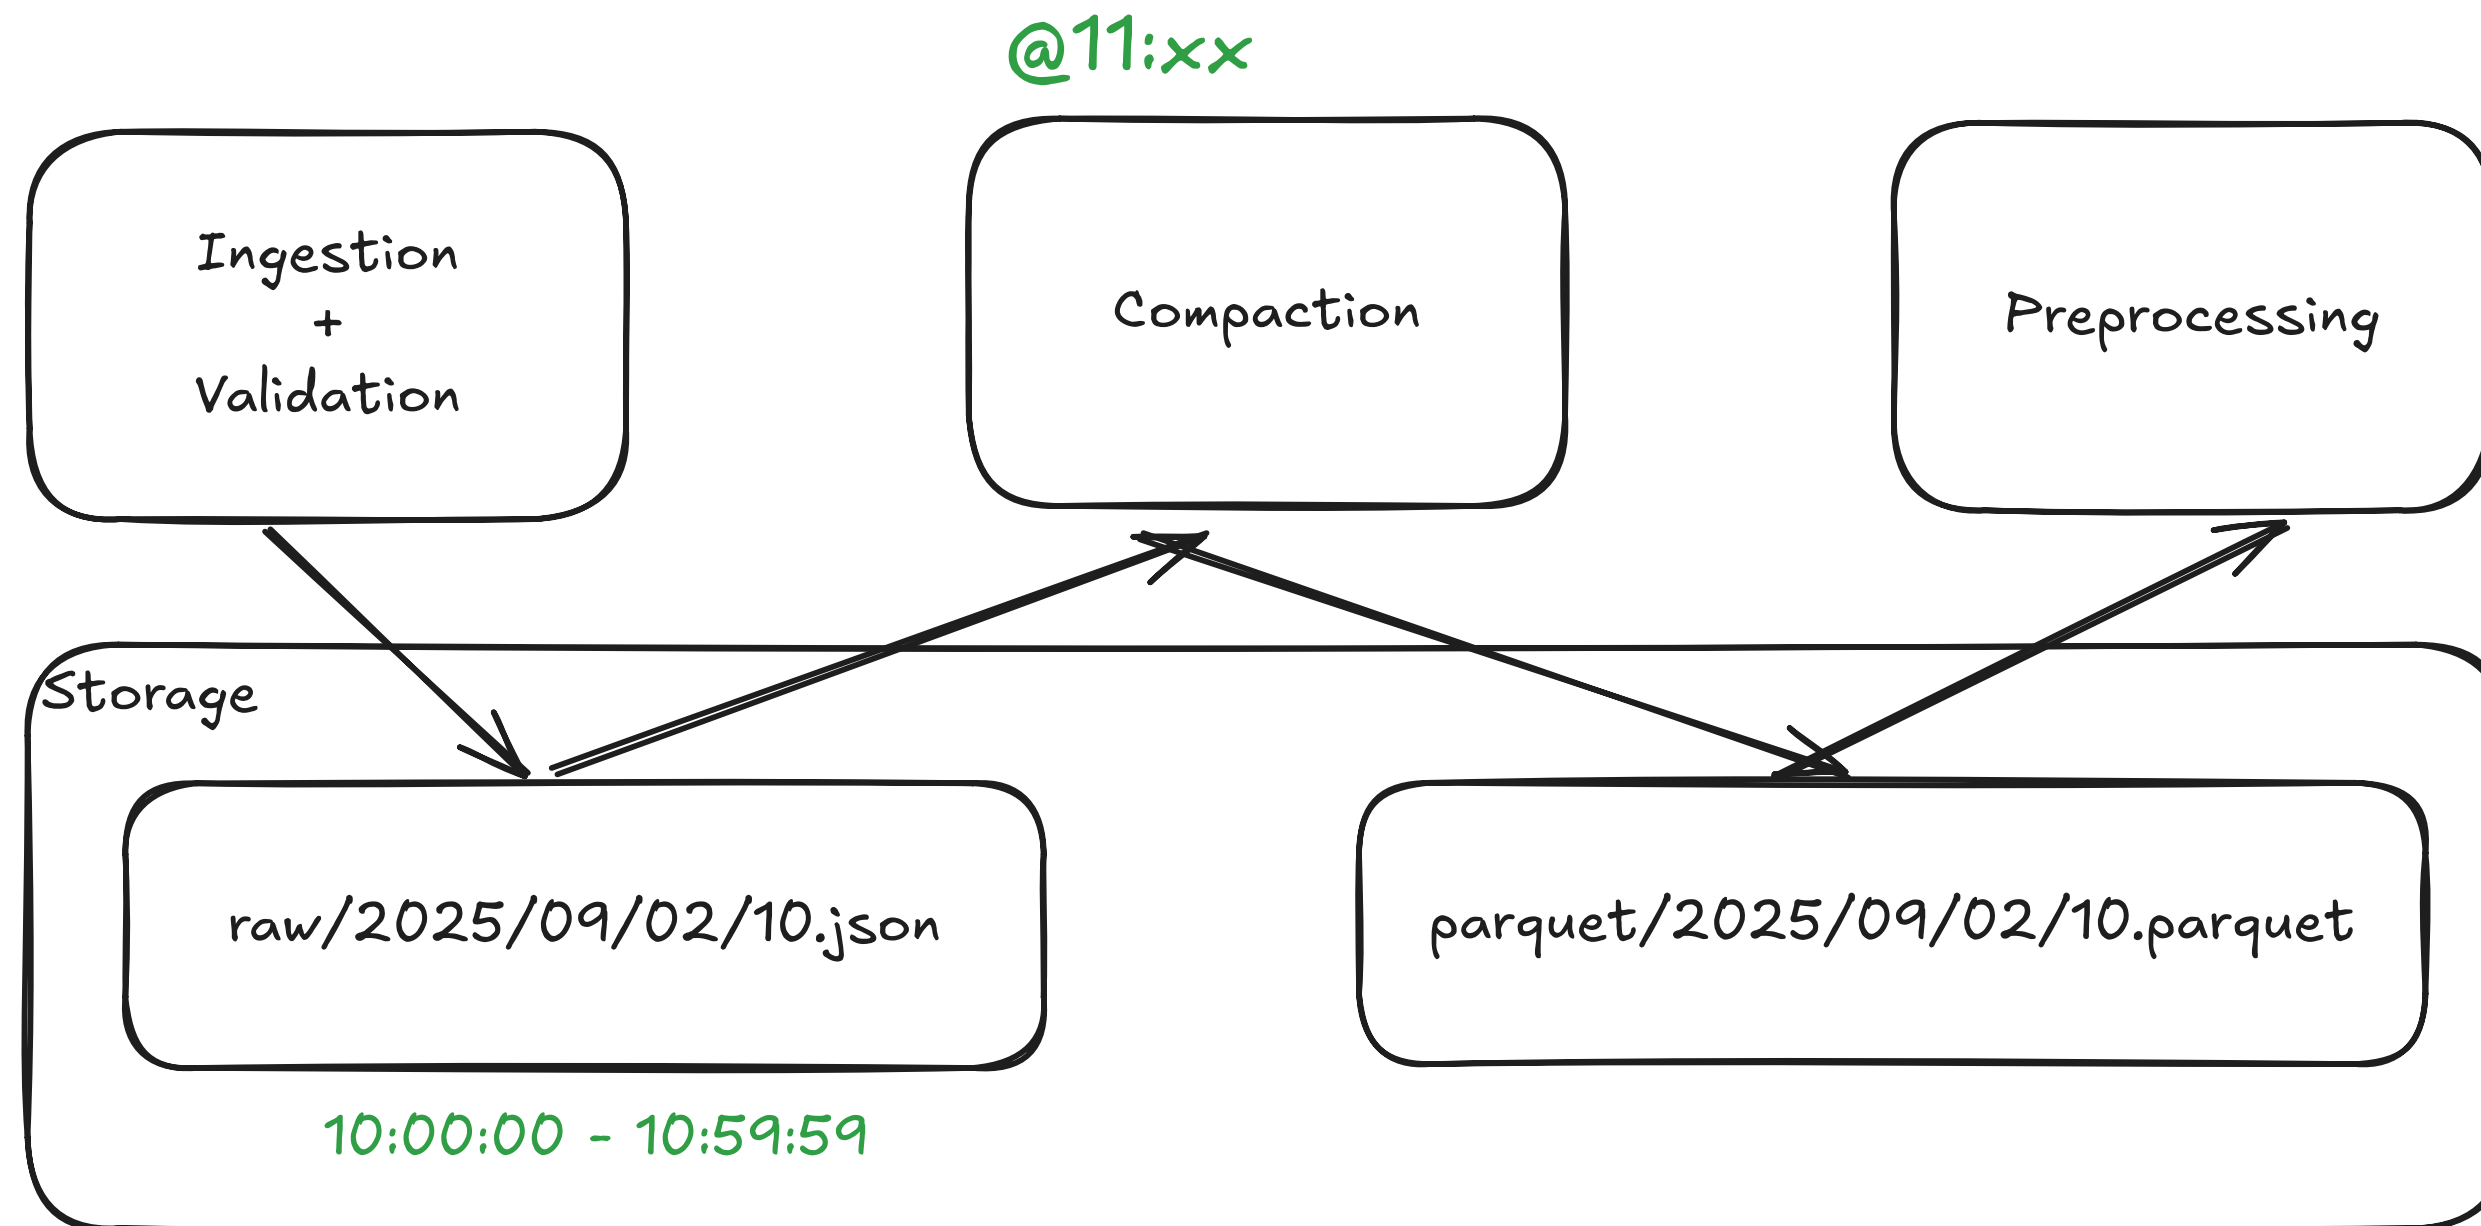 @11:xx
Ingestion
+
Validation
Compaction
Preprocessing
Storage
raw/2025/09/02/10.json
parquet/2025/09/02/10.parquet
10:00:00 - 10:59:59